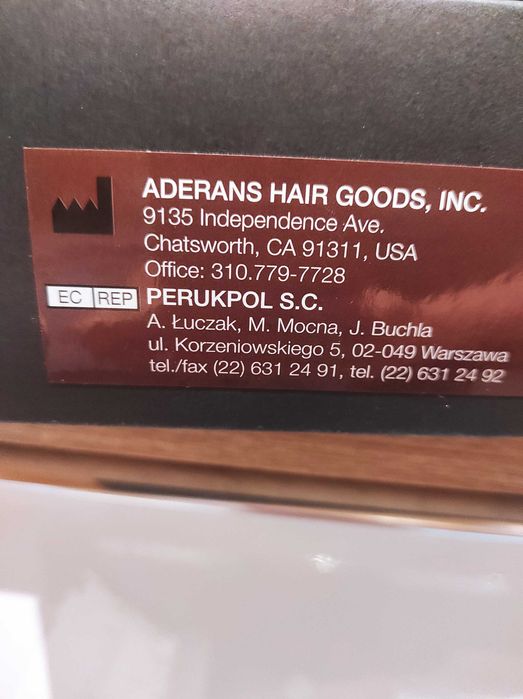 ADERANS HAIR GOODS, INC.
9135 Independence Ave.
Chatsworth, CA 91311, USA
Office: 310.779-7728
EC REP PERUKPOL S.C.
A. Łuczak, M. Mocna, J. Buchla
ul. Korzeniowskiego 5, 02-049 Warszawa
tel./fax (22) 631 24 91, tel. (22) 631 24 92